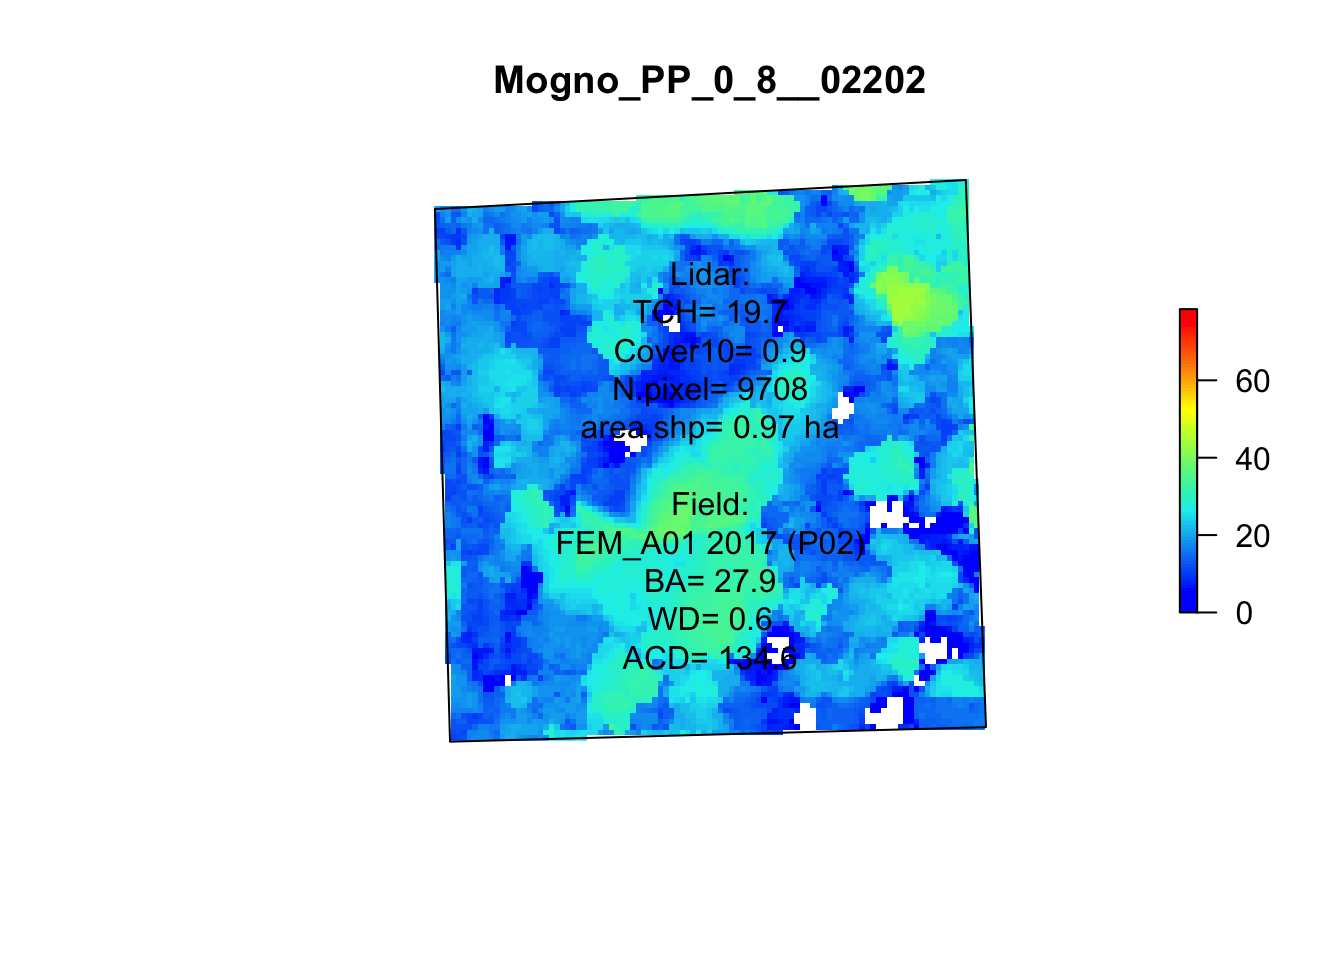 Mogno_PP_0_8__02202
Lidar:
TCH= 19.7
Cover10= 0.9
N.pixel= 9708
area.shp= 0.97 ha
Field:
FEM_A01 2017 (P02)
BA= 27.9
WD= 0.6
ACD= 134.6
60
40
20
0